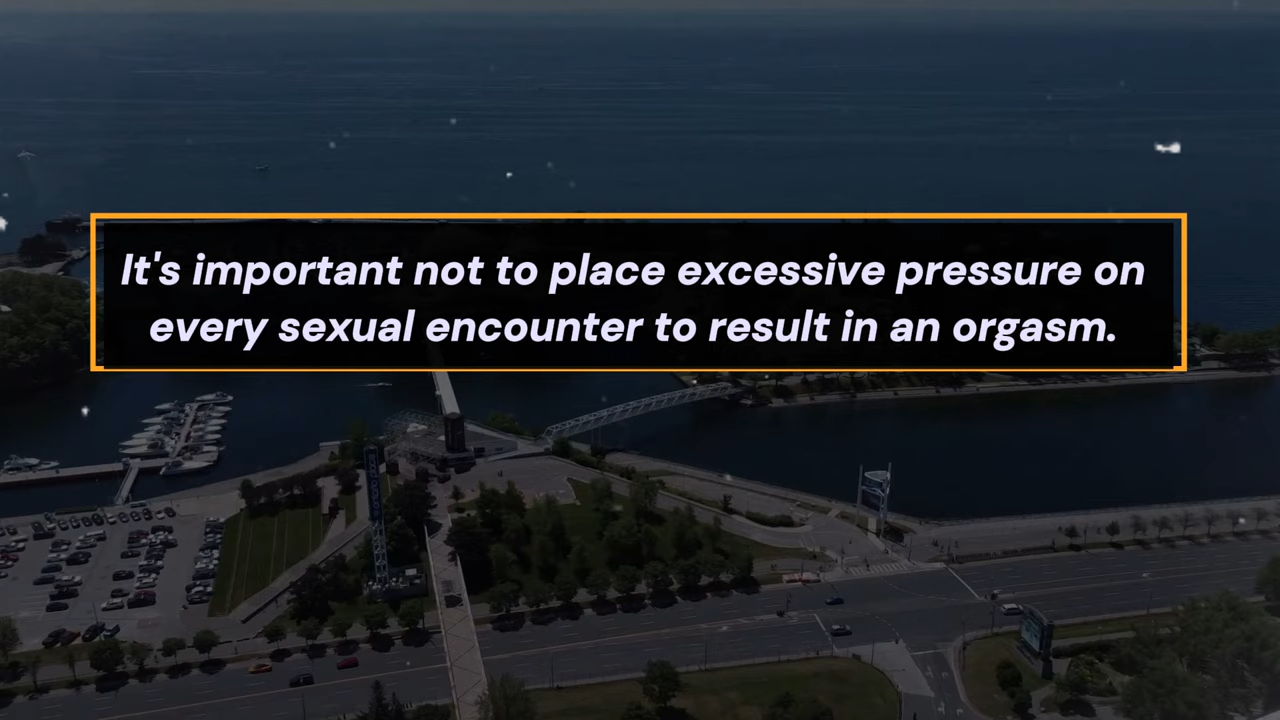 It's important not to place excessive pressure on
every sexual encounter to result in an orgasm.